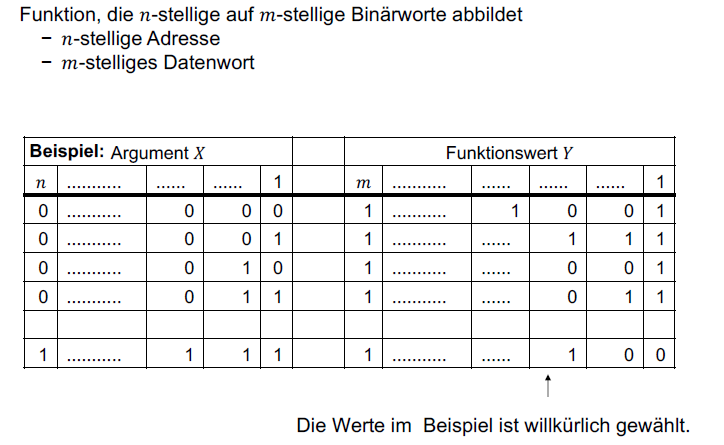 Funktion, die n-stellige auf m-stellige Binärworte abbildet
− n-stellige Adresse
− m-stelliges Datenwort
Beispiel: Argument X Funktionswert Y
n ........... ...... ...... 1 m ........... ...... ...... ...... 1
0 ........... 0 0 0 1 ........... 1 0 0 1
0 ........... 0 0 1 1 ........... ...... 1 1 1
0 ........... 0 1 0 1 ........... ...... 0 0 1
0 ........... 0 1 1 1 ........... ...... 0 1 1
1 ........... 1 1 1 1 ........... ...... 1 0 0
Die Werte im Beispiel ist willkürlich gewählt.